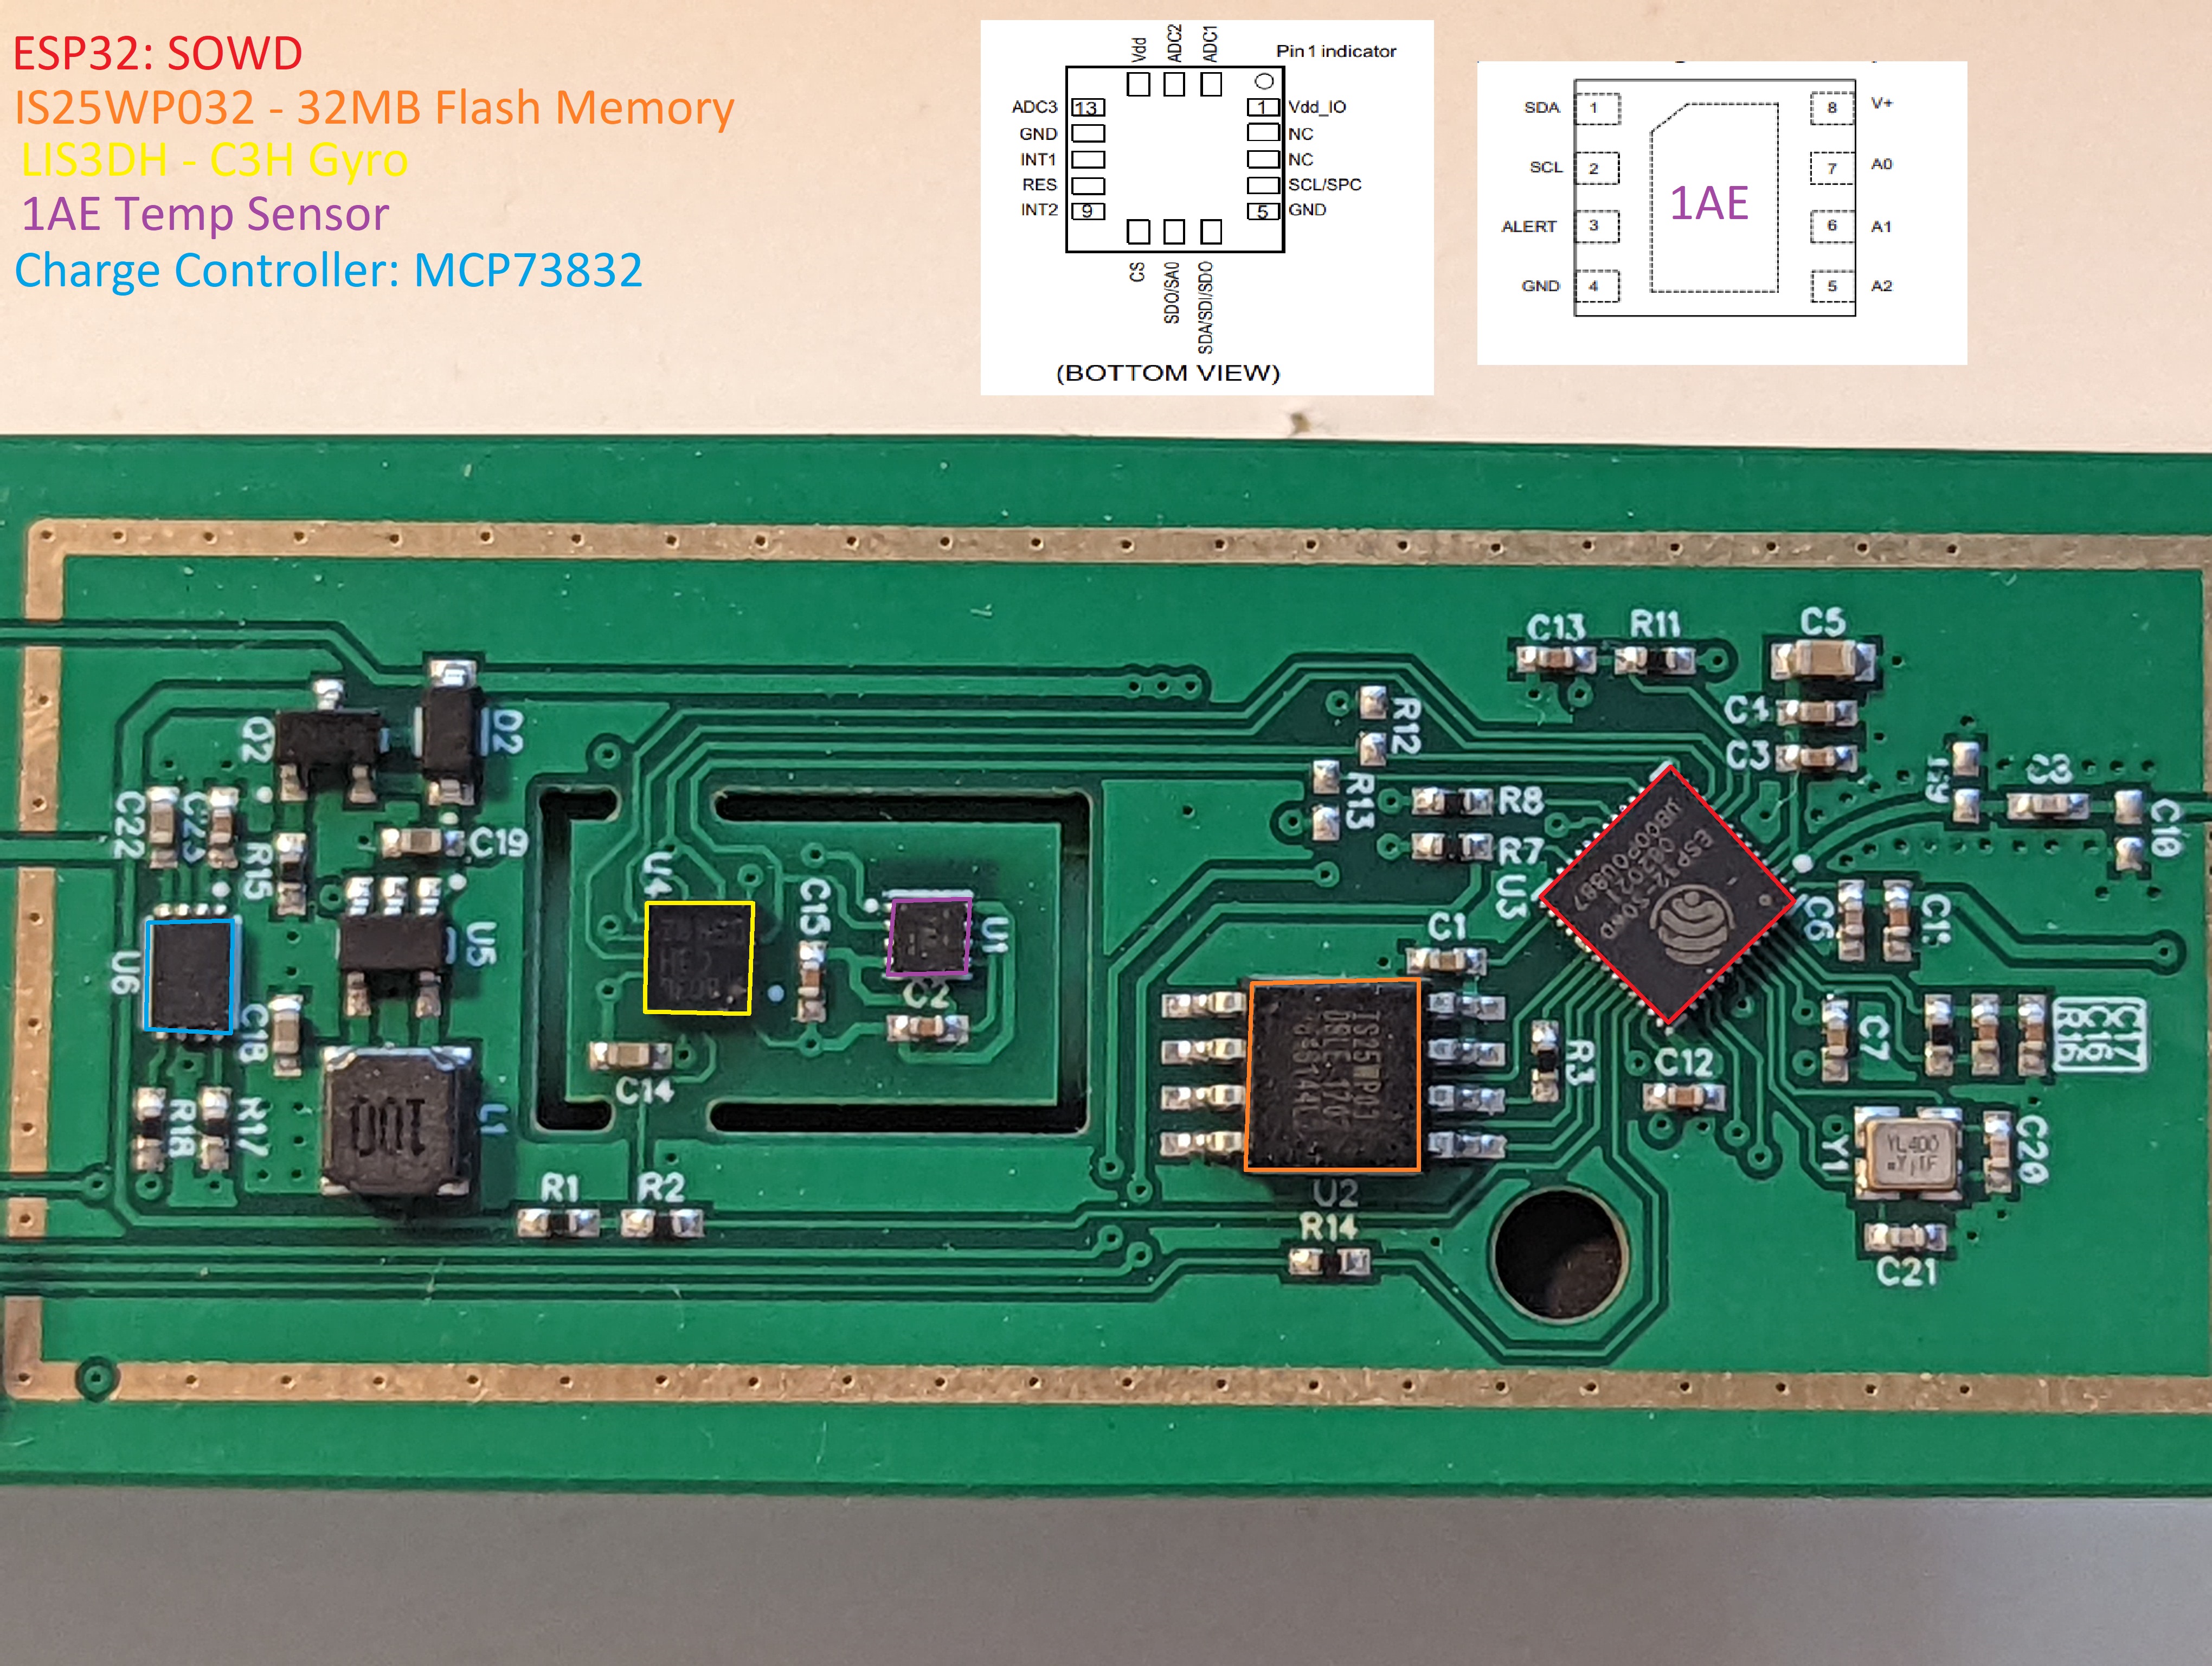 ESP32: SOWD
IS25WP032 - 32MB Flash Memory
LIS3DH - C3H Gyro
1AE Temp Sensor
Charge Controller: MCP73832
Vdd
ADC2
ADC1
Pin 1 indicator
ADC3
13
1
Vdd_IO
GND
NC
INT1
NC
RES
SCL/SPC
INT2
9
5
GND
CS
SDO/SA0
SDA/SDI/SDO
(BOTTOM VIEW)
SDA
1
8
V+
SCL
2
7
A0
1AE
ALERT
3
6
A1
GND
4
5
A2
C13
R11
C5
C4
C3
R12
R13
R8
R7
U3
Q2
D2
C22
C23
R15
C19
U5
U6
C18
R18
R17
L1
U4
C3H
C15
U1
C2
C14
R1
R2
C1
IS25WP032
U2
R14
R3
ESP32-S0WD
C9
C8
C10
C6
C7
C12
C17
C16
R16
Y1
YL400
C20
C21